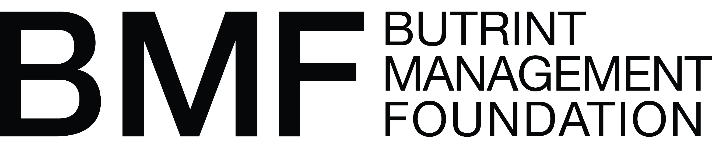 BMF
BUTRINT
MANAGEMENT
FOUNDATION